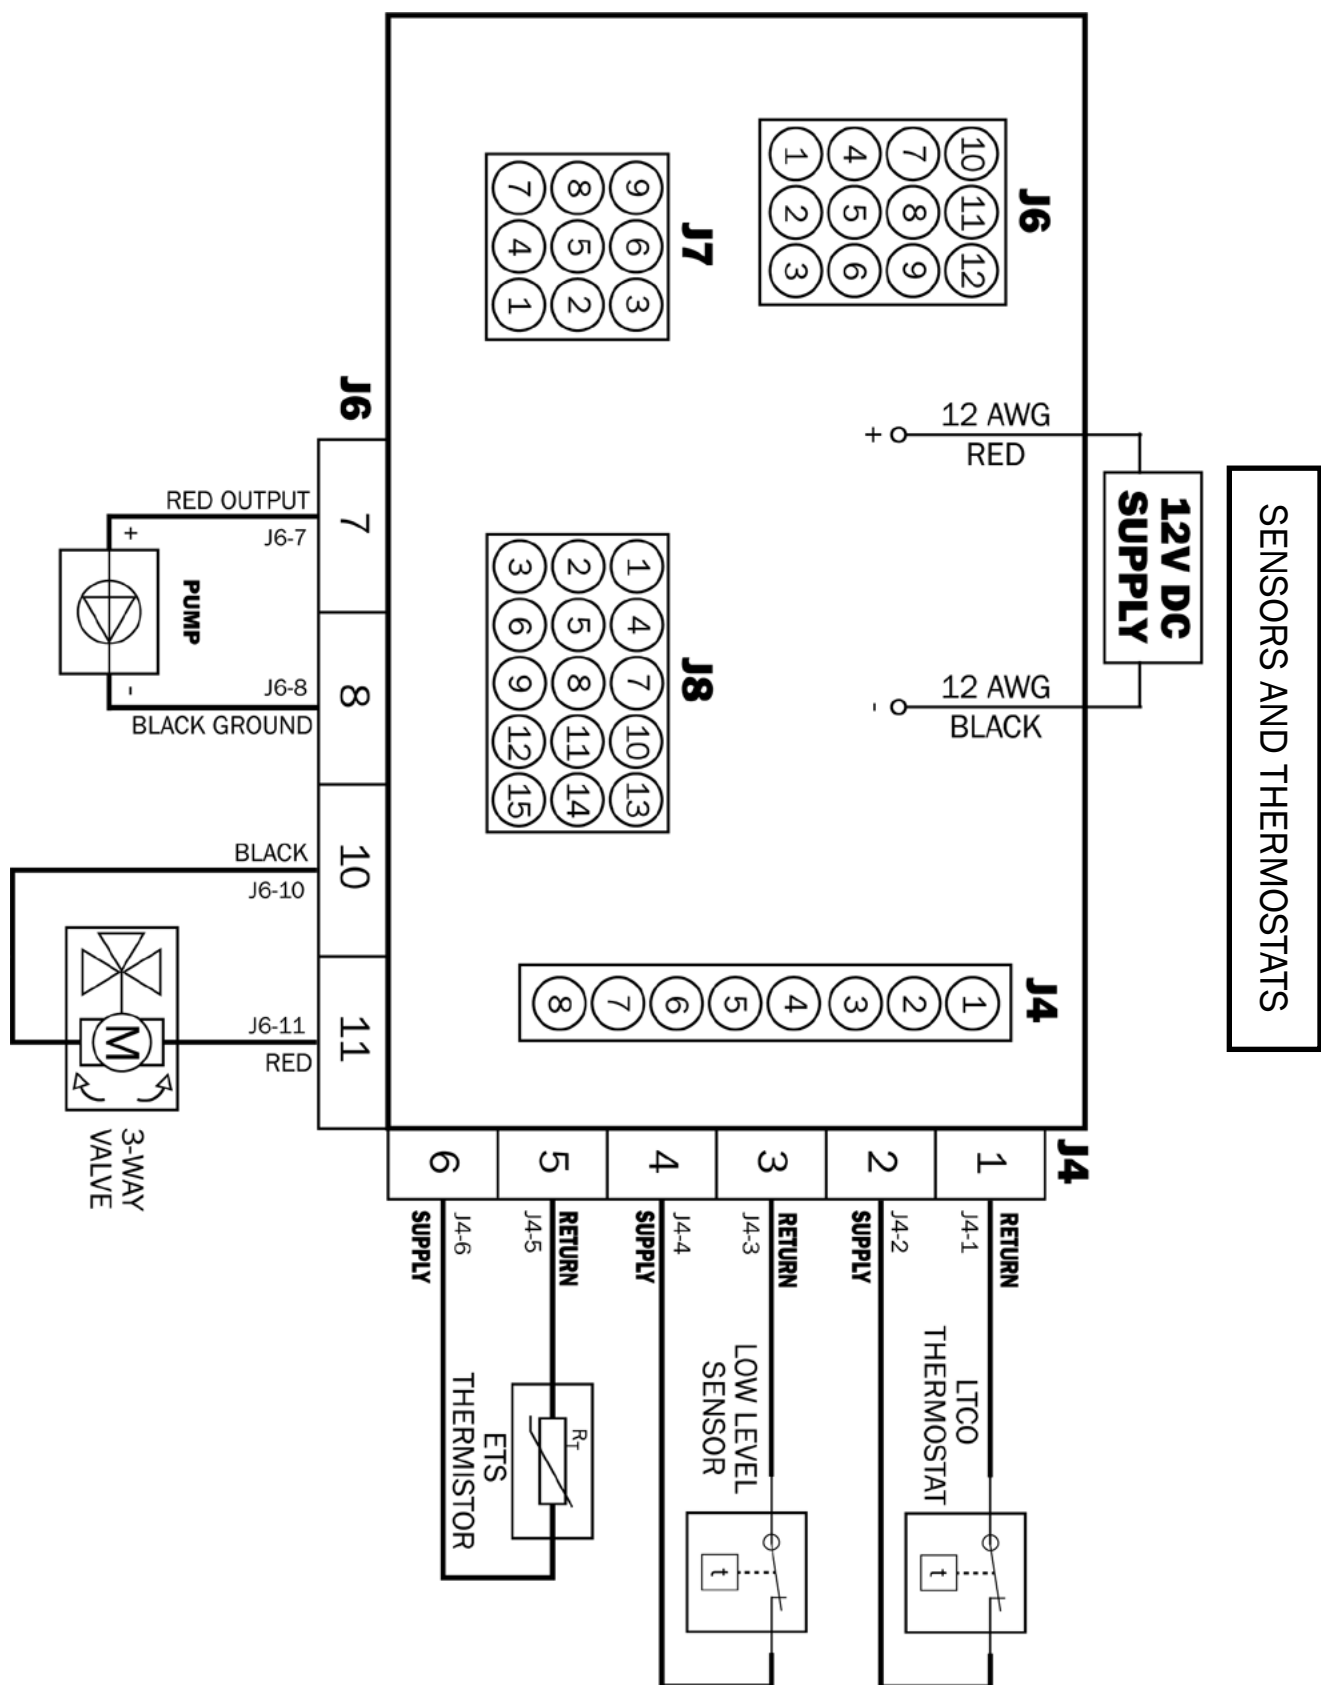 SENSORS AND THERMOSTATS
12V DC
SUPPLY
12 AWG
RED
+
12 AWG
BLACK
-
J6
10 11 12
7 8 9
4 5 6
1 2 3
J7
9 6 3
8 5 2
7 4 1
J8
1 4 7 10 13
2 5 8 11 14
3 6 9 12 15
J4
1
2
3
4
5
6
7
8
J6
7
8
10
11
RED OUTPUT
J6-7
+
PUMP
-
J6-8
BLACK GROUND
BLACK
J6-10
J6-11
RED
M
3-WAY
VALVE
J4
1
2
3
4
5
6
RETURN
J4-1
J4-2
SUPPLY
LTCO
THERMOSTAT
t
RETURN
J4-3
J4-4
SUPPLY
LOW LEVEL
SENSOR
t
RETURN
J4-5
J4-6
SUPPLY
RT
ETS
THERMISTOR